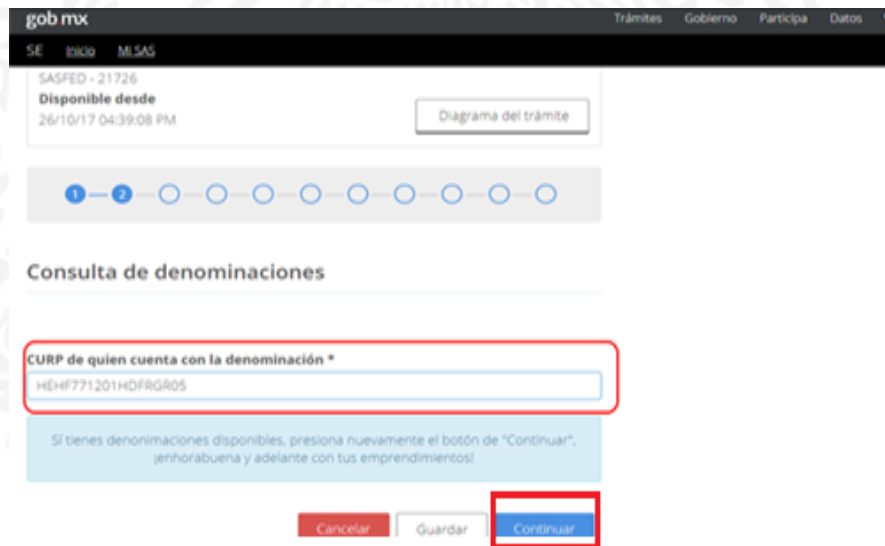 gob mx Trámites Gobierno Participa Datos
SE Inicio MI SAS
SASFED - 21726
Disponible desde
26/10/17 04:39:08 PM
Diagrama del trámite
1 2
Consulta de denominaciones
CURP de quien cuenta con la denominación *
HEHF771201HDFRGR05
Sí tienes denonimaciones disponibles, presiona nuevamente el botón de "Continuar",
¡enhorabuena y adelante con tus emprendimientos!
Cancelar Guardar Continuar